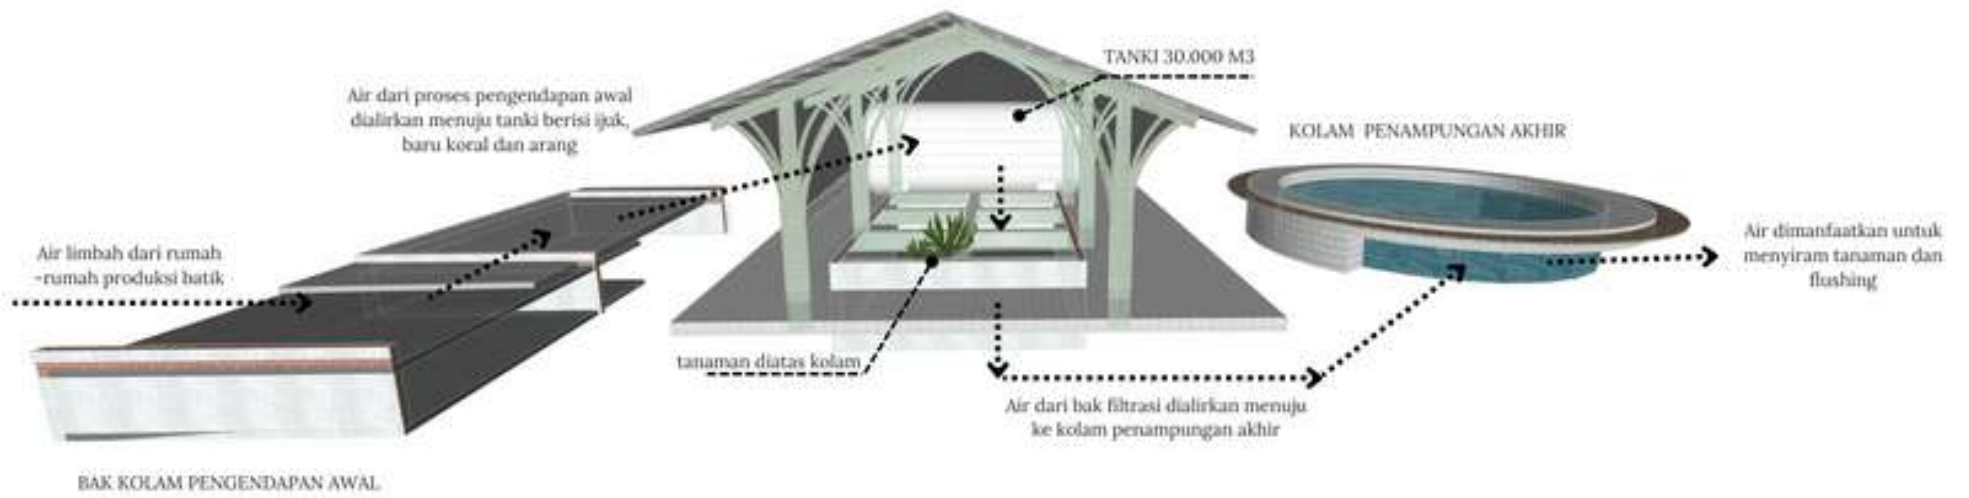 Air limbah dari rumah
-rumah produksi batik
BAK KOLAM PENGENDAPAN AWAL
Air dari proses pengendapan awal
dialirkan menuju tanki berisi ijuk,
baru koral dan arang
TANKI 30.000 M3
tanaman diatas kolam
Air dari bak filtrasi dialirkan menuju
ke kolam penampungan akhir
KOLAM PENAMPUNGAN AKHIR
Air dimanfaatkan untuk
menyiram tanaman dan
flushing